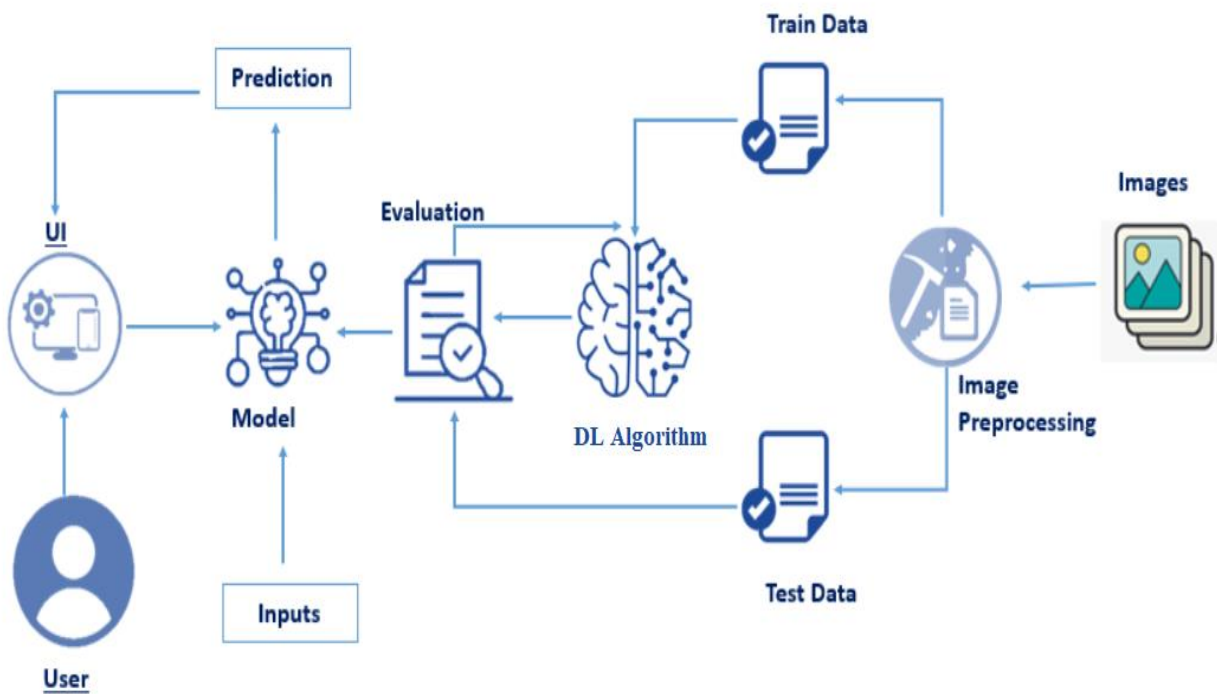 Train Data
Prediction
Images
Evaluation
UI
Image
Preprocessing
Model
DL Algorithm
Test Data
Inputs
User